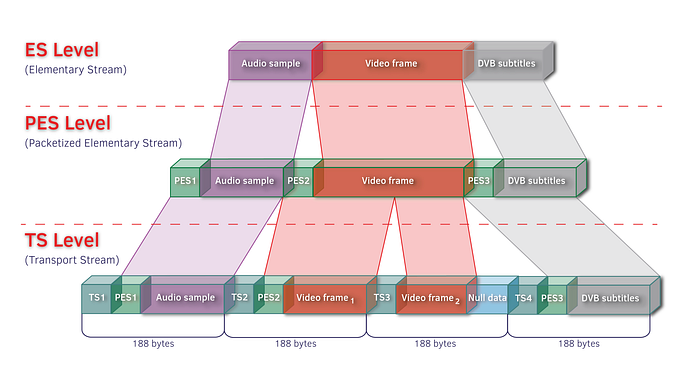 ES Level
(Elementary Stream)
Audio sample Video frame DVB subtitles
PES Level
(Packetized Elementary Stream)
PES1 Audio sample PES2 Video frame PES3 DVB subtitles
TS Level
(Transport Stream)
TS1 PES1 Audio sample TS2 PES2 Video frame 1 TS3 Video frame 2 Null data TS4 PES3 DVB subtitles
188 bytes 188 bytes 188 bytes 188 bytes